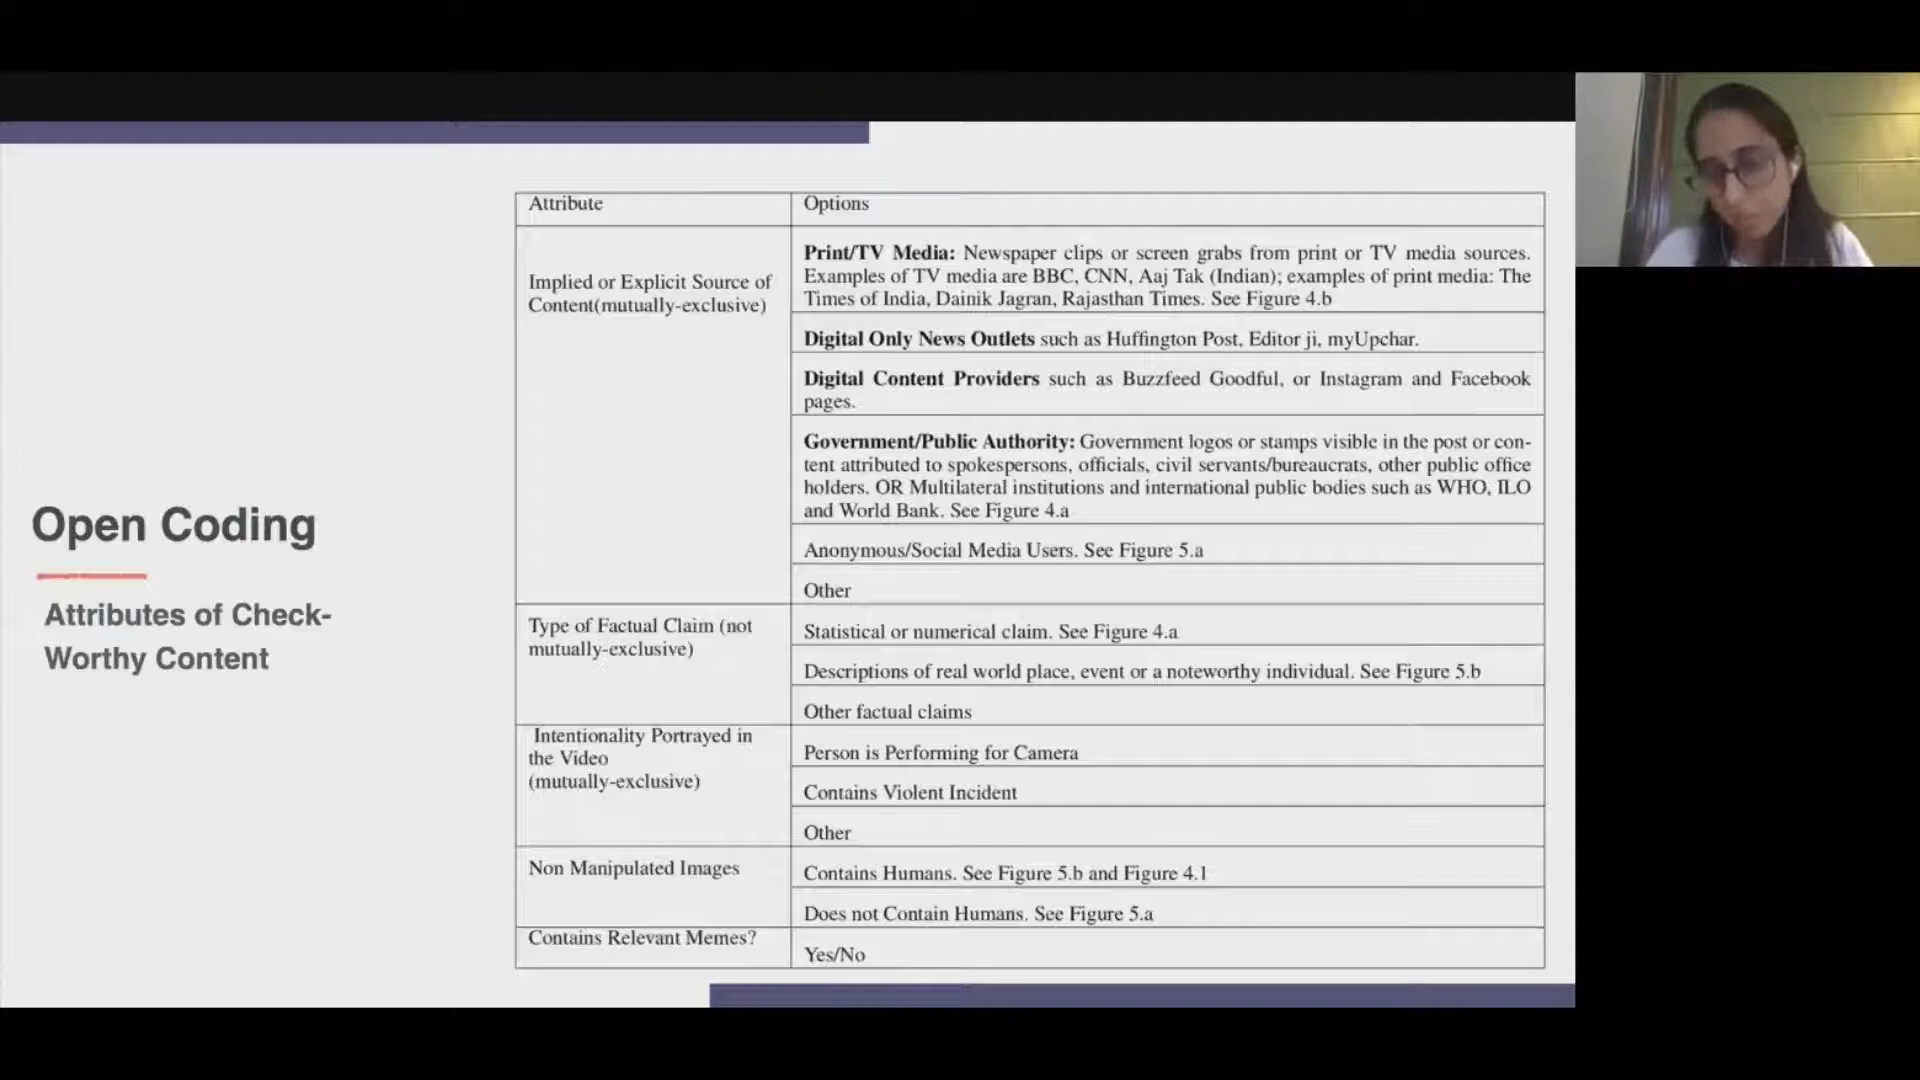 Open Coding
Attributes of Check-
Worthy Content
Attribute
Options
Implied or Explicit Source of
Content(mutually-exclusive)
Print/TV Media: Newspaper clips or screen grabs from print or TV media sources.
Examples of TV media are BBC, CNN, Aaj Tak (Indian); examples of print media: The
Times of India, Dainik Jagran, Rajasthan Times. See Figure 4.b
Digital Only News Outlets such as Huffington Post, Editor ji, myUpchar.
Digital Content Providers such as Buzzfeed Goodful, or Instagram and Facebook
pages.
Government/Public Authority: Government logos or stamps visible in the post or con-
tent attributed to spokespersons, officials, civil servants/bureaucrats, other public office
holders. OR Multilateral institutions and international public bodies such as WHO, ILO
and World Bank. See Figure 4.a
Anonymous/Social Media Users. See Figure 5.a
Other
Type of Factual Claim (not
mutually-exclusive)
Statistical or numerical claim. See Figure 4.a
Descriptions of real world place, event or a noteworthy individual. See Figure 5.b
Other factual claims
Intentionality Portrayed in
the Video
(mutually-exclusive)
Person is Performing for Camera
Contains Violent Incident
Other
Non Manipulated Images
Contains Humans. See Figure 5.b and Figure 4.1
Does not Contain Humans. See Figure 5.a
Contains Relevant Memes?
Yes/No